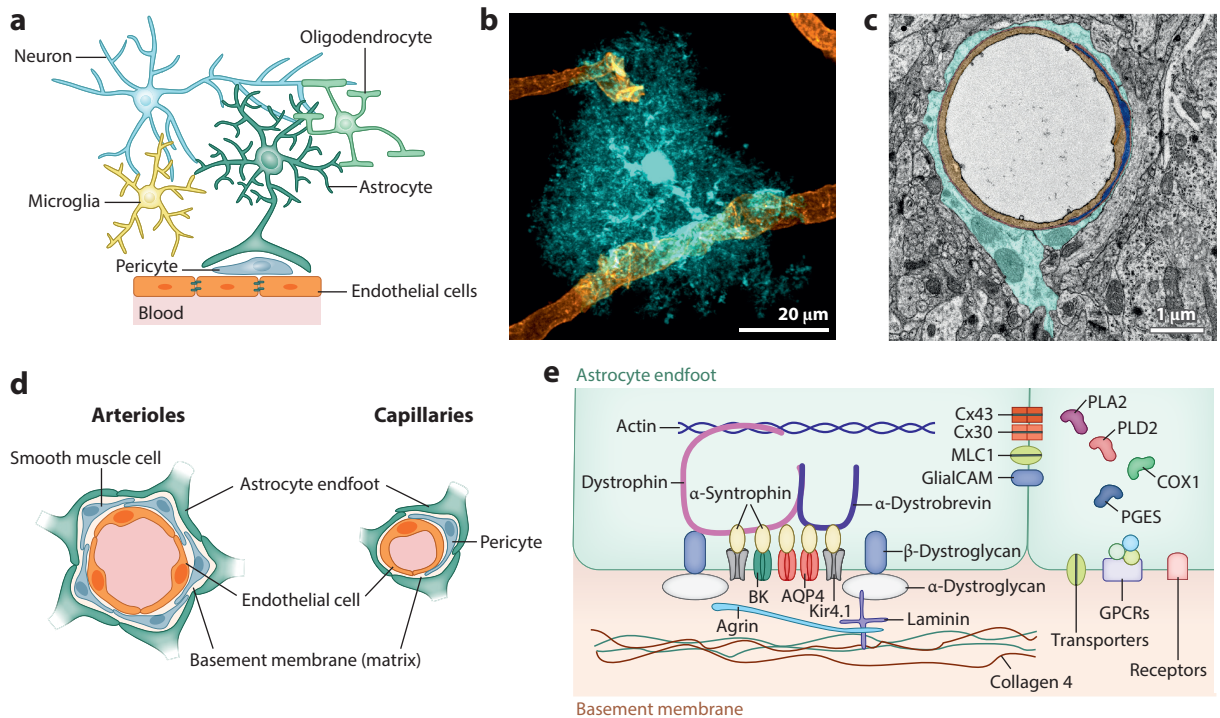 a
Neuron
Oligodendrocyte
Microglia
Astrocyte
Pericyte
Endothelial cells
Blood
b
20 μm
c
1 μm
d
Arterioles
Capillaries
Smooth muscle cell
Astrocyte endfoot
Pericyte
Endothelial cell
Basement membrane (matrix)
e
Astrocyte endfoot
Actin
Dystrophin
α-Syntrophin
α-Dystrobrevin
Cx43
Cx30
MLC1
GlialCAM
PLA2
PLD2
COX1
PGES
β-Dystroglycan
α-Dystroglycan
BK
AQP4
Kir4.1
Agrin
Laminin
Collagen 4
Transporters
GPCRs
Receptors
Basement membrane